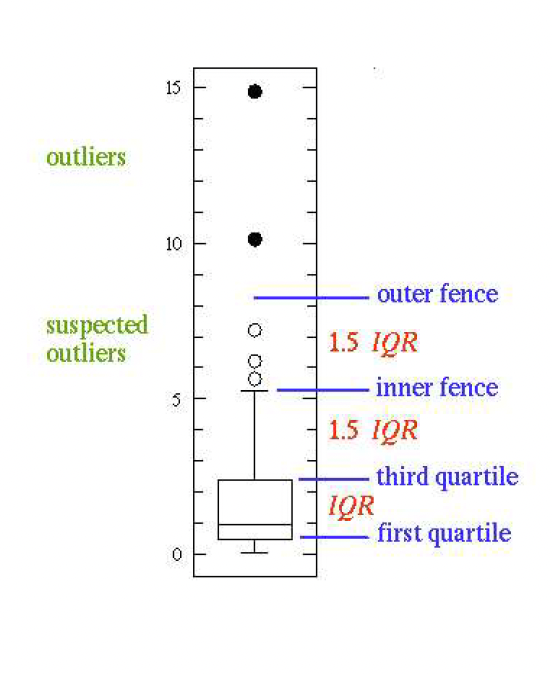 15
outliers
10
outer fence
suspected
outliers
1.5 IQR
inner fence
5
1.5 IQR
third quartile
IQR
first quartile
0